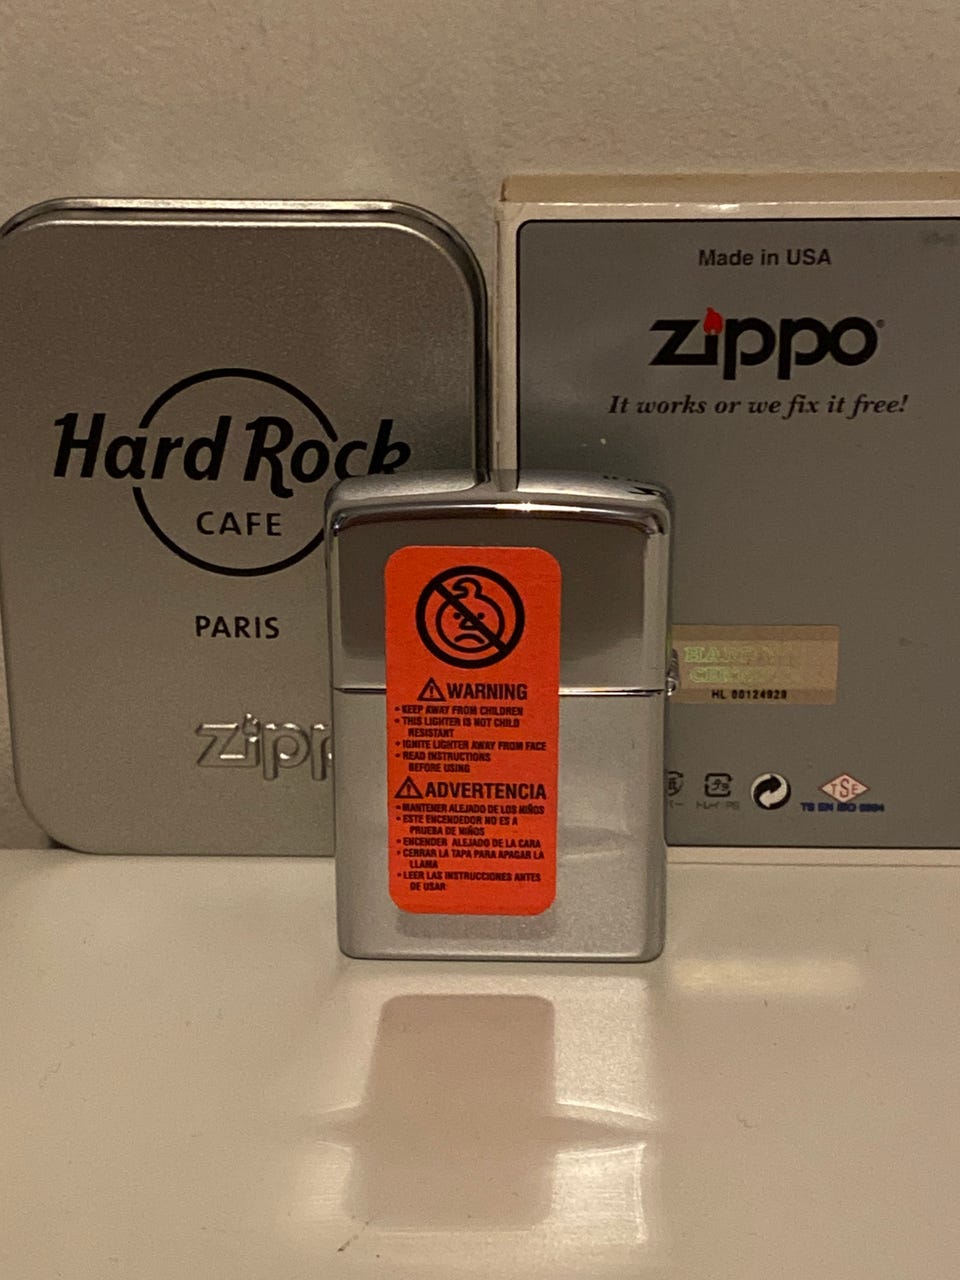 Hard Rock
CAFE
PARIS
Made in USA
zippo®
It works or we fix it free!
HL 00124929
TSE
WARNING
• KEEP AWAY FROM CHILDREN
• THIS LIGHTER IS NOT CHILD
RESISTANT
• IGNITE LIGHTER AWAY FROM FACE
• READ INSTRUCTIONS
BEFORE USING
ADVERTENCIA
• MANTENER ALEJADO DE LOS NIÑOS
• ESTE ENCENDEDOR NO ES A
PRUEBA DE NIÑOS
• ENCENDER ALEJADO DE LA CARA
• CERRAR LA TAPA PARA APAGAR LA
LLAMA
• LEER LAS INSTRUCCIONES ANTES
DE USAR